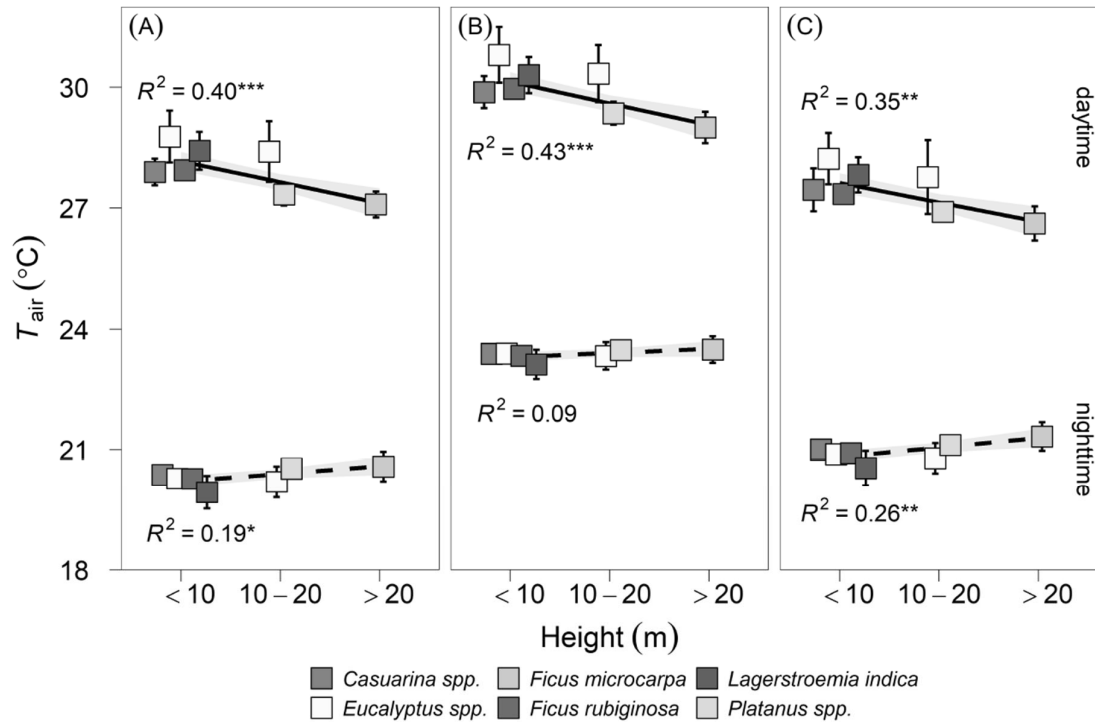 (A)
(B)
(C)
R² = 0.40***
R² = 0.43***
R² = 0.35**
daytime
30
27
24
21
18
T air (°C)
R² = 0.19*
R² = 0.09
R² = 0.26**
nighttime
< 10 10 – 20 > 20 < 10 10 – 20 > 20 < 10 10 – 20 > 20
Height (m)
Casuarina spp. Ficus microcarpa Lagerstroemia indica
Eucalyptus spp. Ficus rubiginosa Platanus spp.